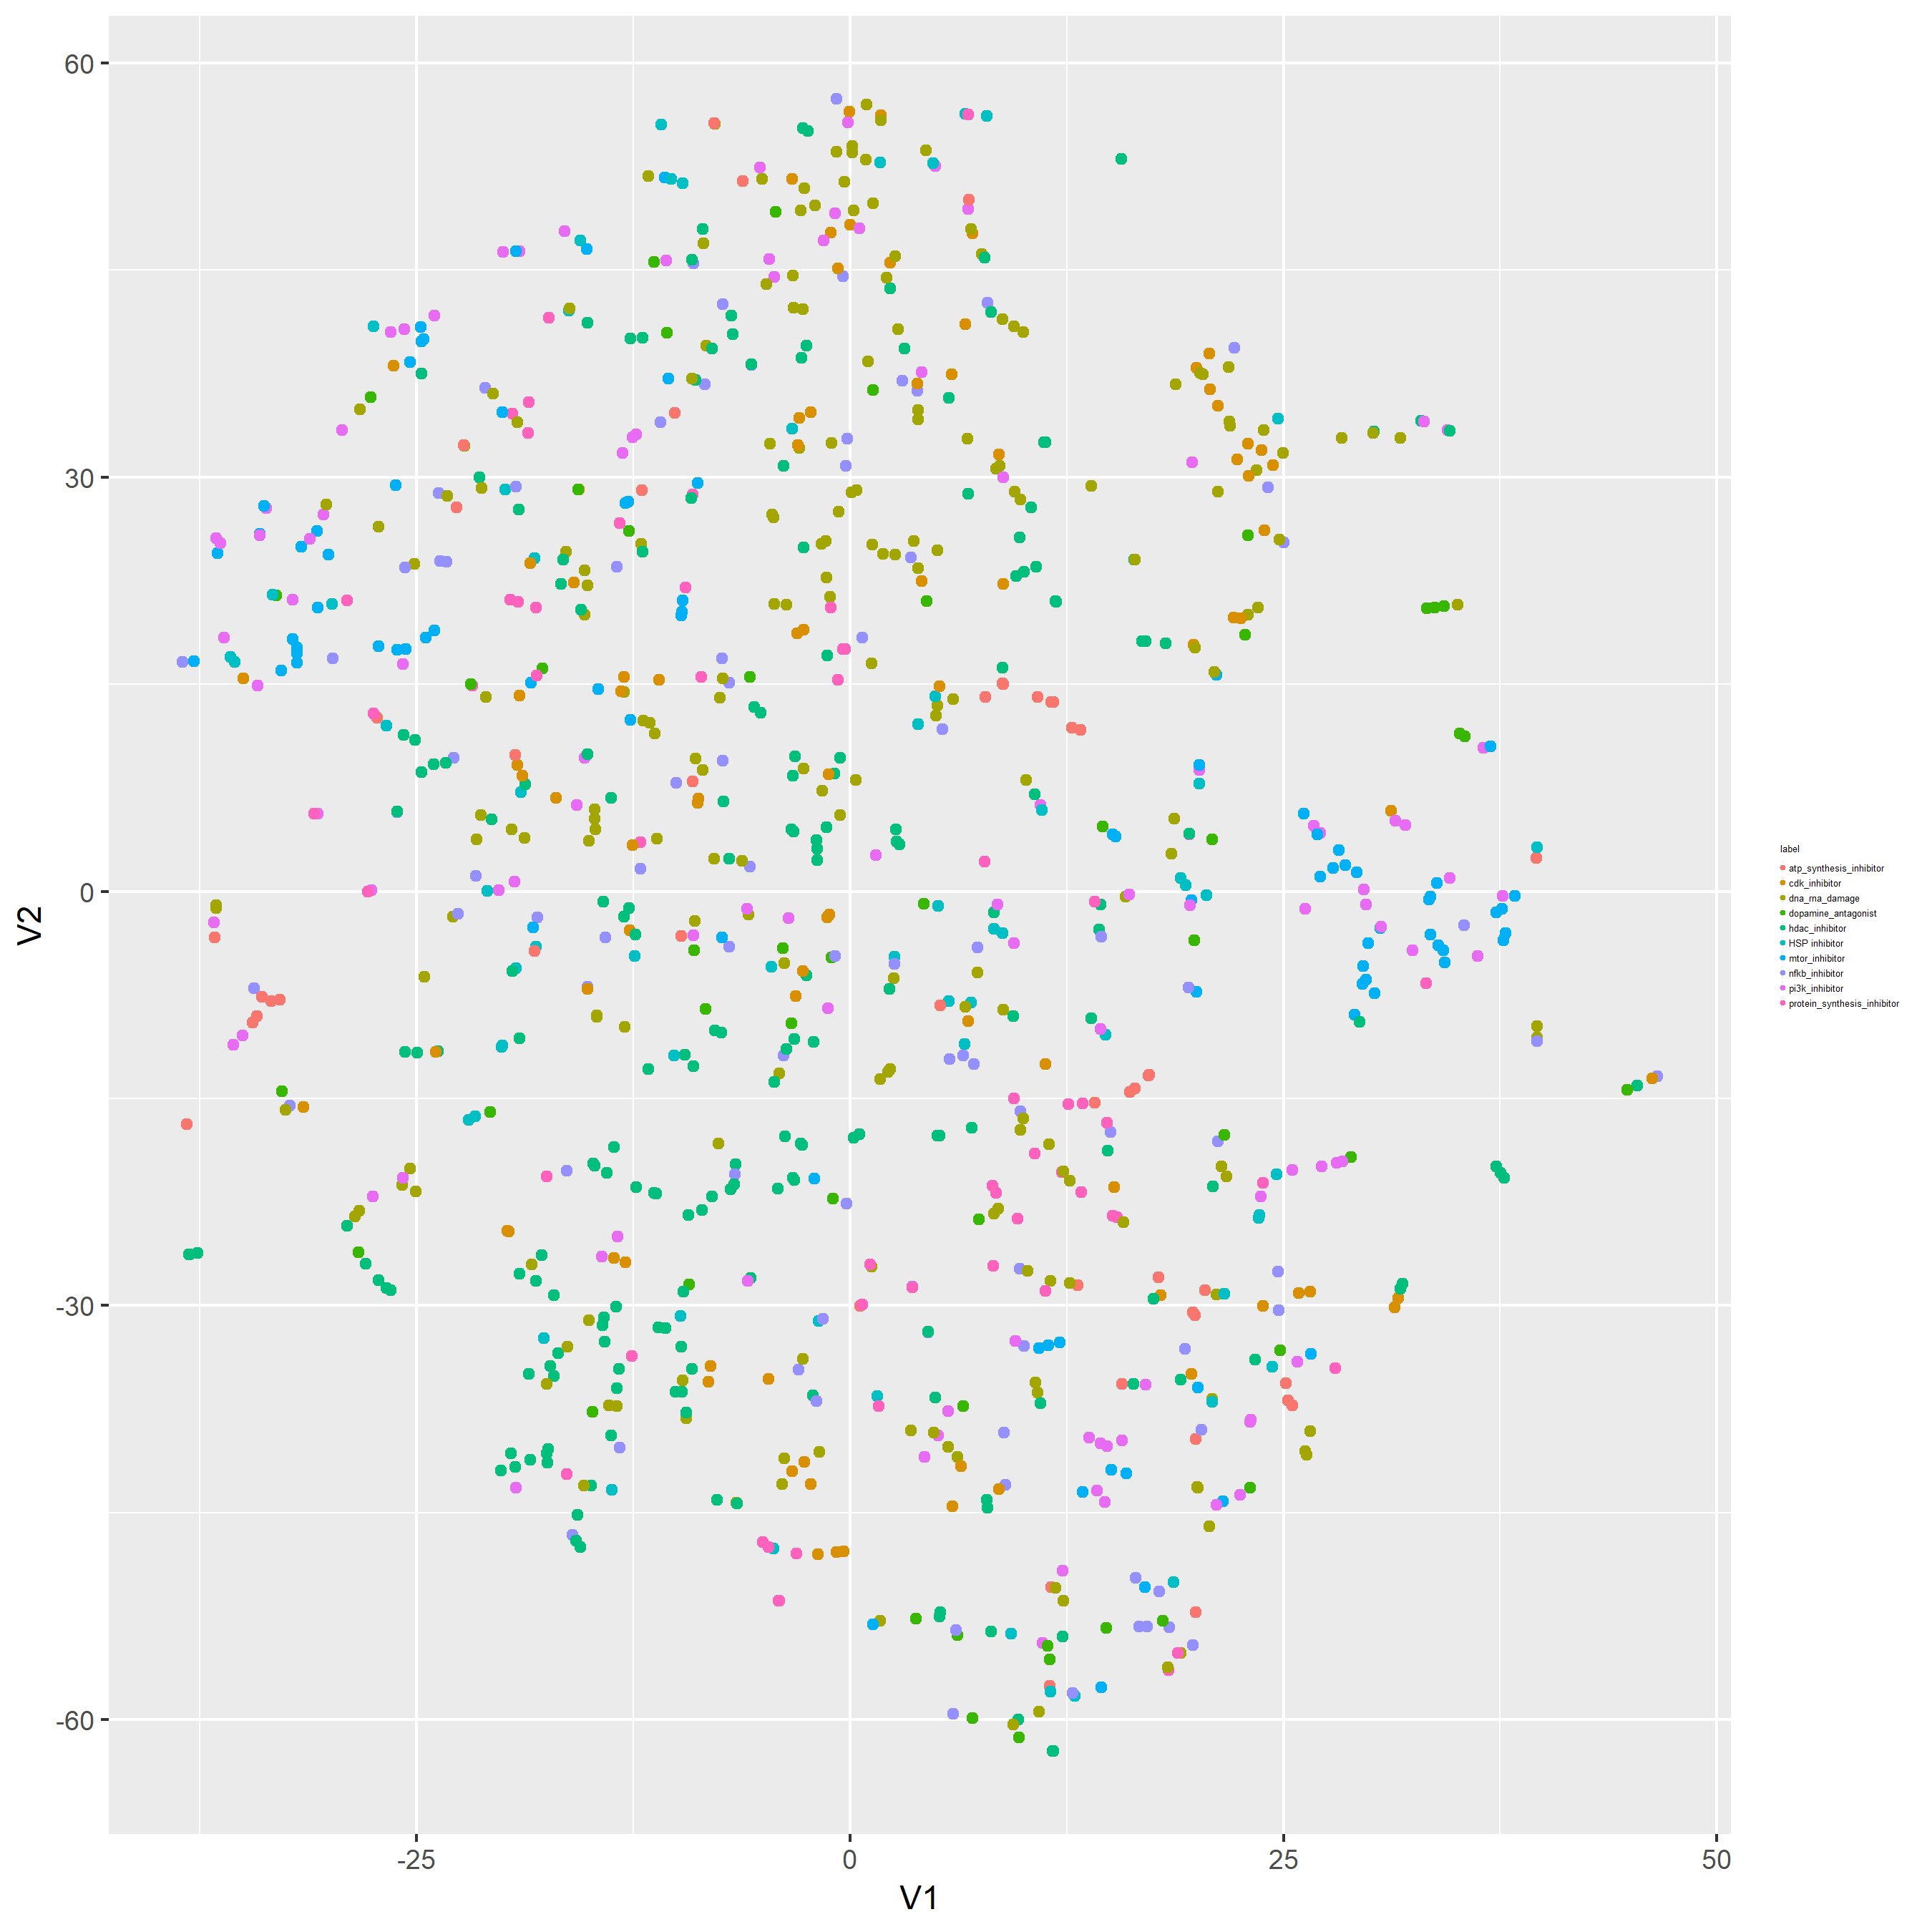 60
30
0
-30
-60
V2
-25
0
25
50
V1
label
atp_synthesis_inhibitor
cdk_inhibitor
dna_rna_damage
dopamine_antagonist
hdac_inhibitor
HSP inhibitor
mtor_inhibitor
nfkb_inhibitor
pi3k_inhibitor
protein_synthesis_inhibitor